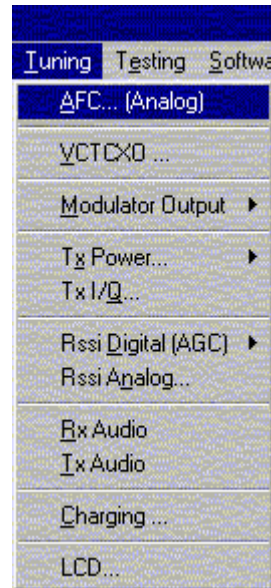 Tuning Testing Softwa
AFC... (Analog)
VCTCXO ...
Modulator Output
Tx Power...
Tx I/Q...
Rssi Digital (AGC)
Rssi Analog...
Rx Audio
Tx Audio
Charging ...
LCD...